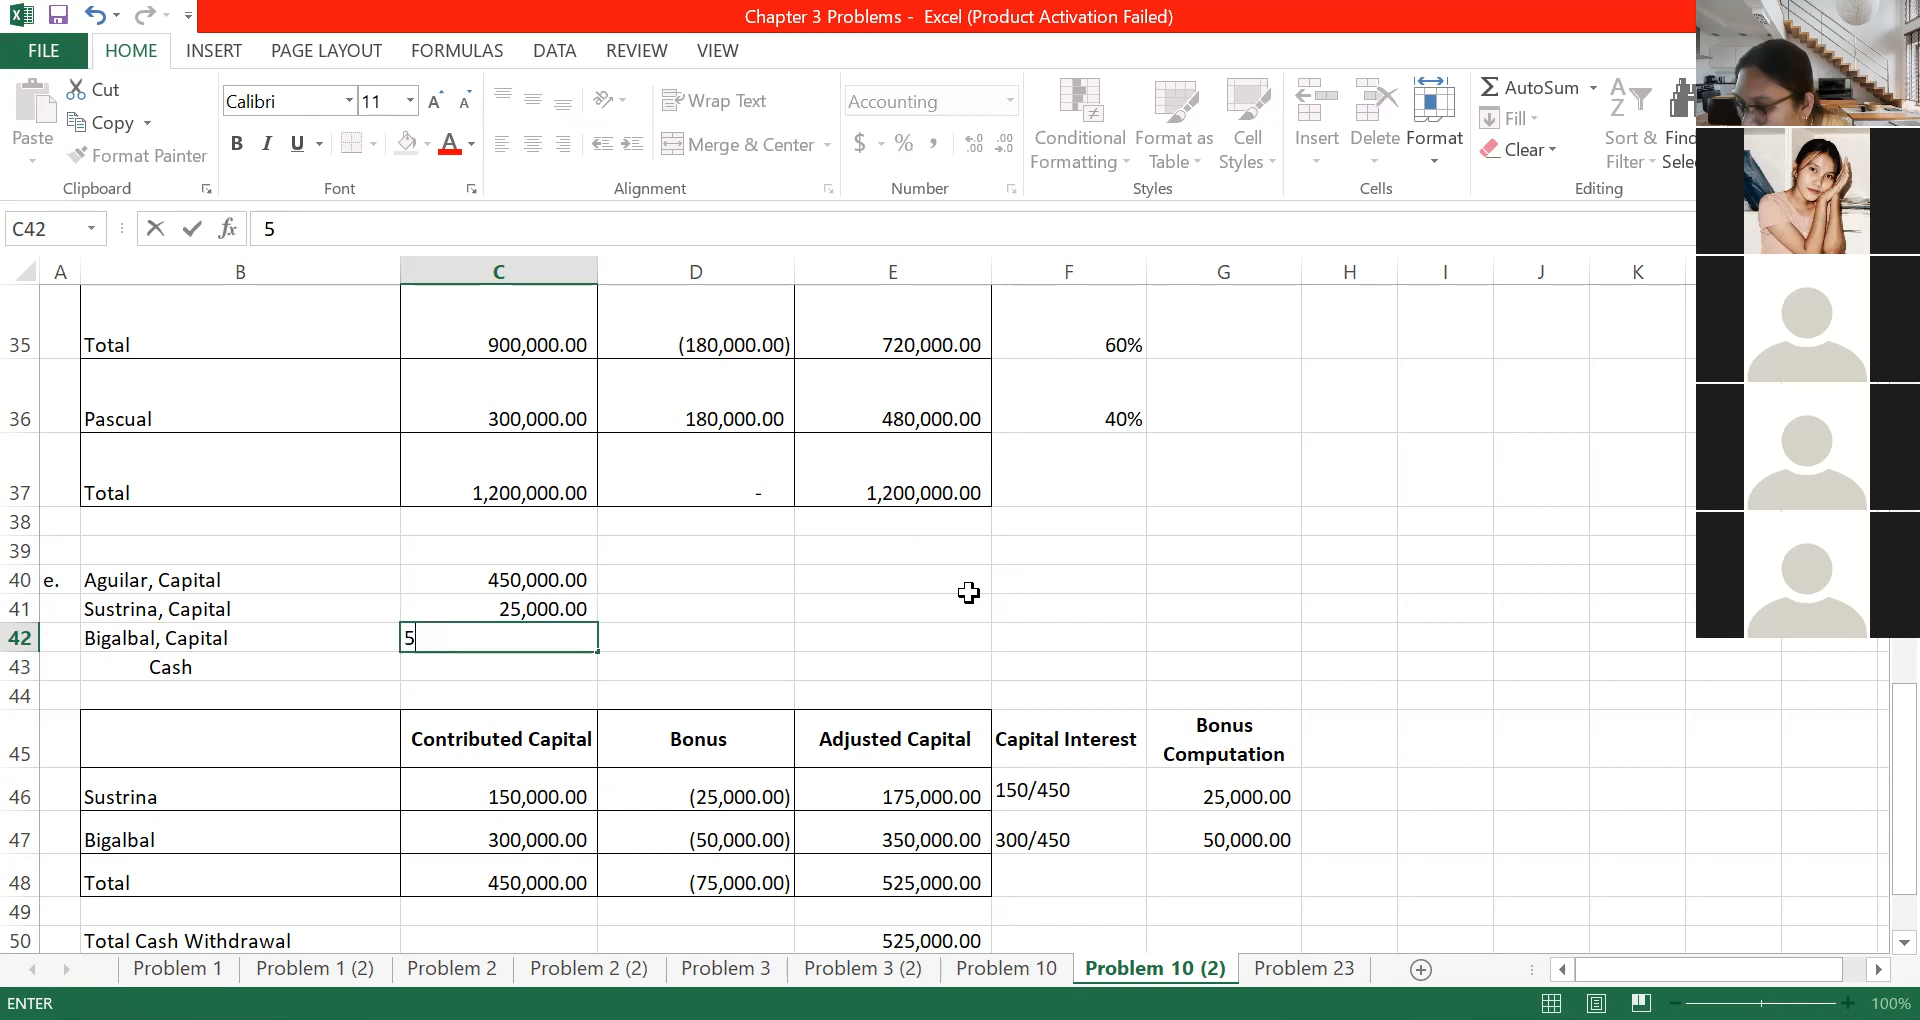 Chapter 3 Problems - Excel (Product Activation Failed)
FILE HOME INSERT PAGE LAYOUT FORMULAS DATA REVIEW VIEW
Paste
Cut
Copy
Format Painter
Clipboard
Calibri 11
B I U A
Font
Wrap Text
Merge & Center
Alignment
Accounting
$ % ,
Number
Conditional Formatting
Format as Table
Cell Styles
Styles
Insert Delete Format
Cells
AutoSum
Fill
Clear
Sort & Filter
Find Sele
Editing
C42 fx 5
A B C D E F G H I J K
35 Total 900,000.00 (180,000.00) 720,000.00 60%
36 Pascual 300,000.00 180,000.00 480,000.00 40%
37 Total 1,200,000.00 - 1,200,000.00
38
39
40 e. Aguilar, Capital 450,000.00
41 Sustrina, Capital 25,000.00
42 Bigalbal, Capital 5
43 Cash
44
45 Contributed Capital Bonus Adjusted Capital Capital Interest Bonus Computation
46 Sustrina 150,000.00 (25,000.00) 175,000.00 150/450 25,000.00
47 Bigalbal 300,000.00 (50,000.00) 350,000.00 300/450 50,000.00
48 Total 450,000.00 (75,000.00) 525,000.00
49
50 Total Cash Withdrawal 525,000.00
Problem 1 Problem 1 (2) Problem 2 Problem 2 (2) Problem 3 Problem 3 (2) Problem 10 Problem 10 (2) Problem 23
ENTER 100%